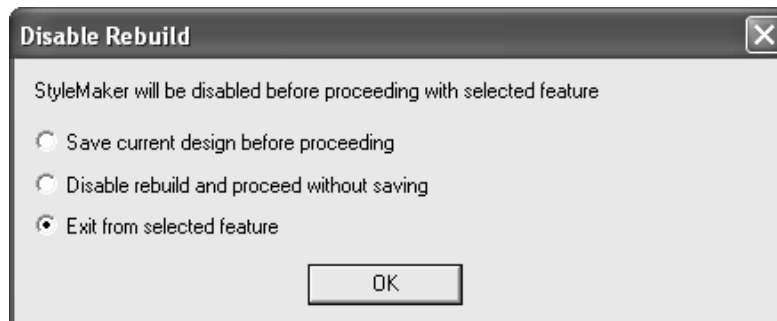 Disable Rebuild
StyleMaker will be disabled before proceeding with selected feature
Save current design before proceeding
Disable rebuild and proceed without saving
Exit from selected feature
OK